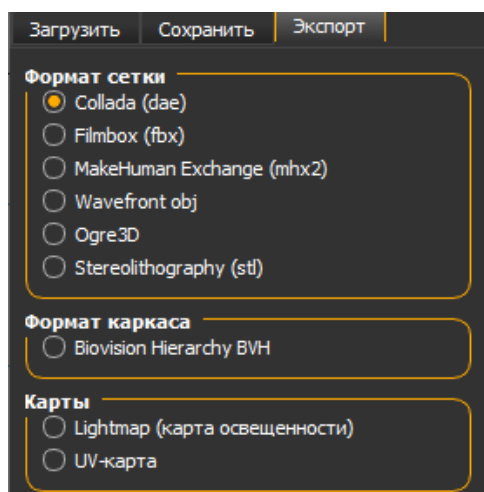 Загрузить Сохранить Экспорт
Формат сетки
Collada (dae)
Filmbox (fbx)
MakeHuman Exchange (mhx2)
Wavefront obj
Ogre3D
Stereolithography (stl)
Формат каркаса
Biovision Hierarchy BVH
Карты
Lightmap (карта освещенности)
UV-карта